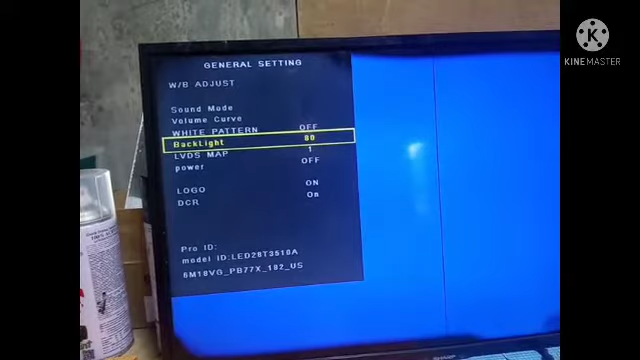 GENERAL SETTING
W/B ADJUST
Sound Mode
Volume Curve
WHITE PATTERN OFF
BackLight 80
LVDS MAP 1
power OFF
LOGO ON
DCR On
Pro ID:
model ID:LED28T3510A
6M18VG_PB77X_182_US
KINEMASTER